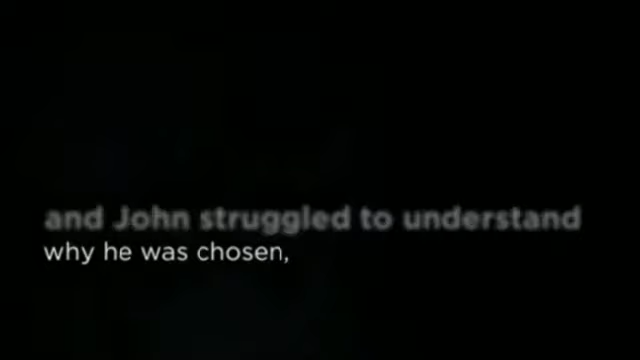 and John struggled to understand
why he was chosen,